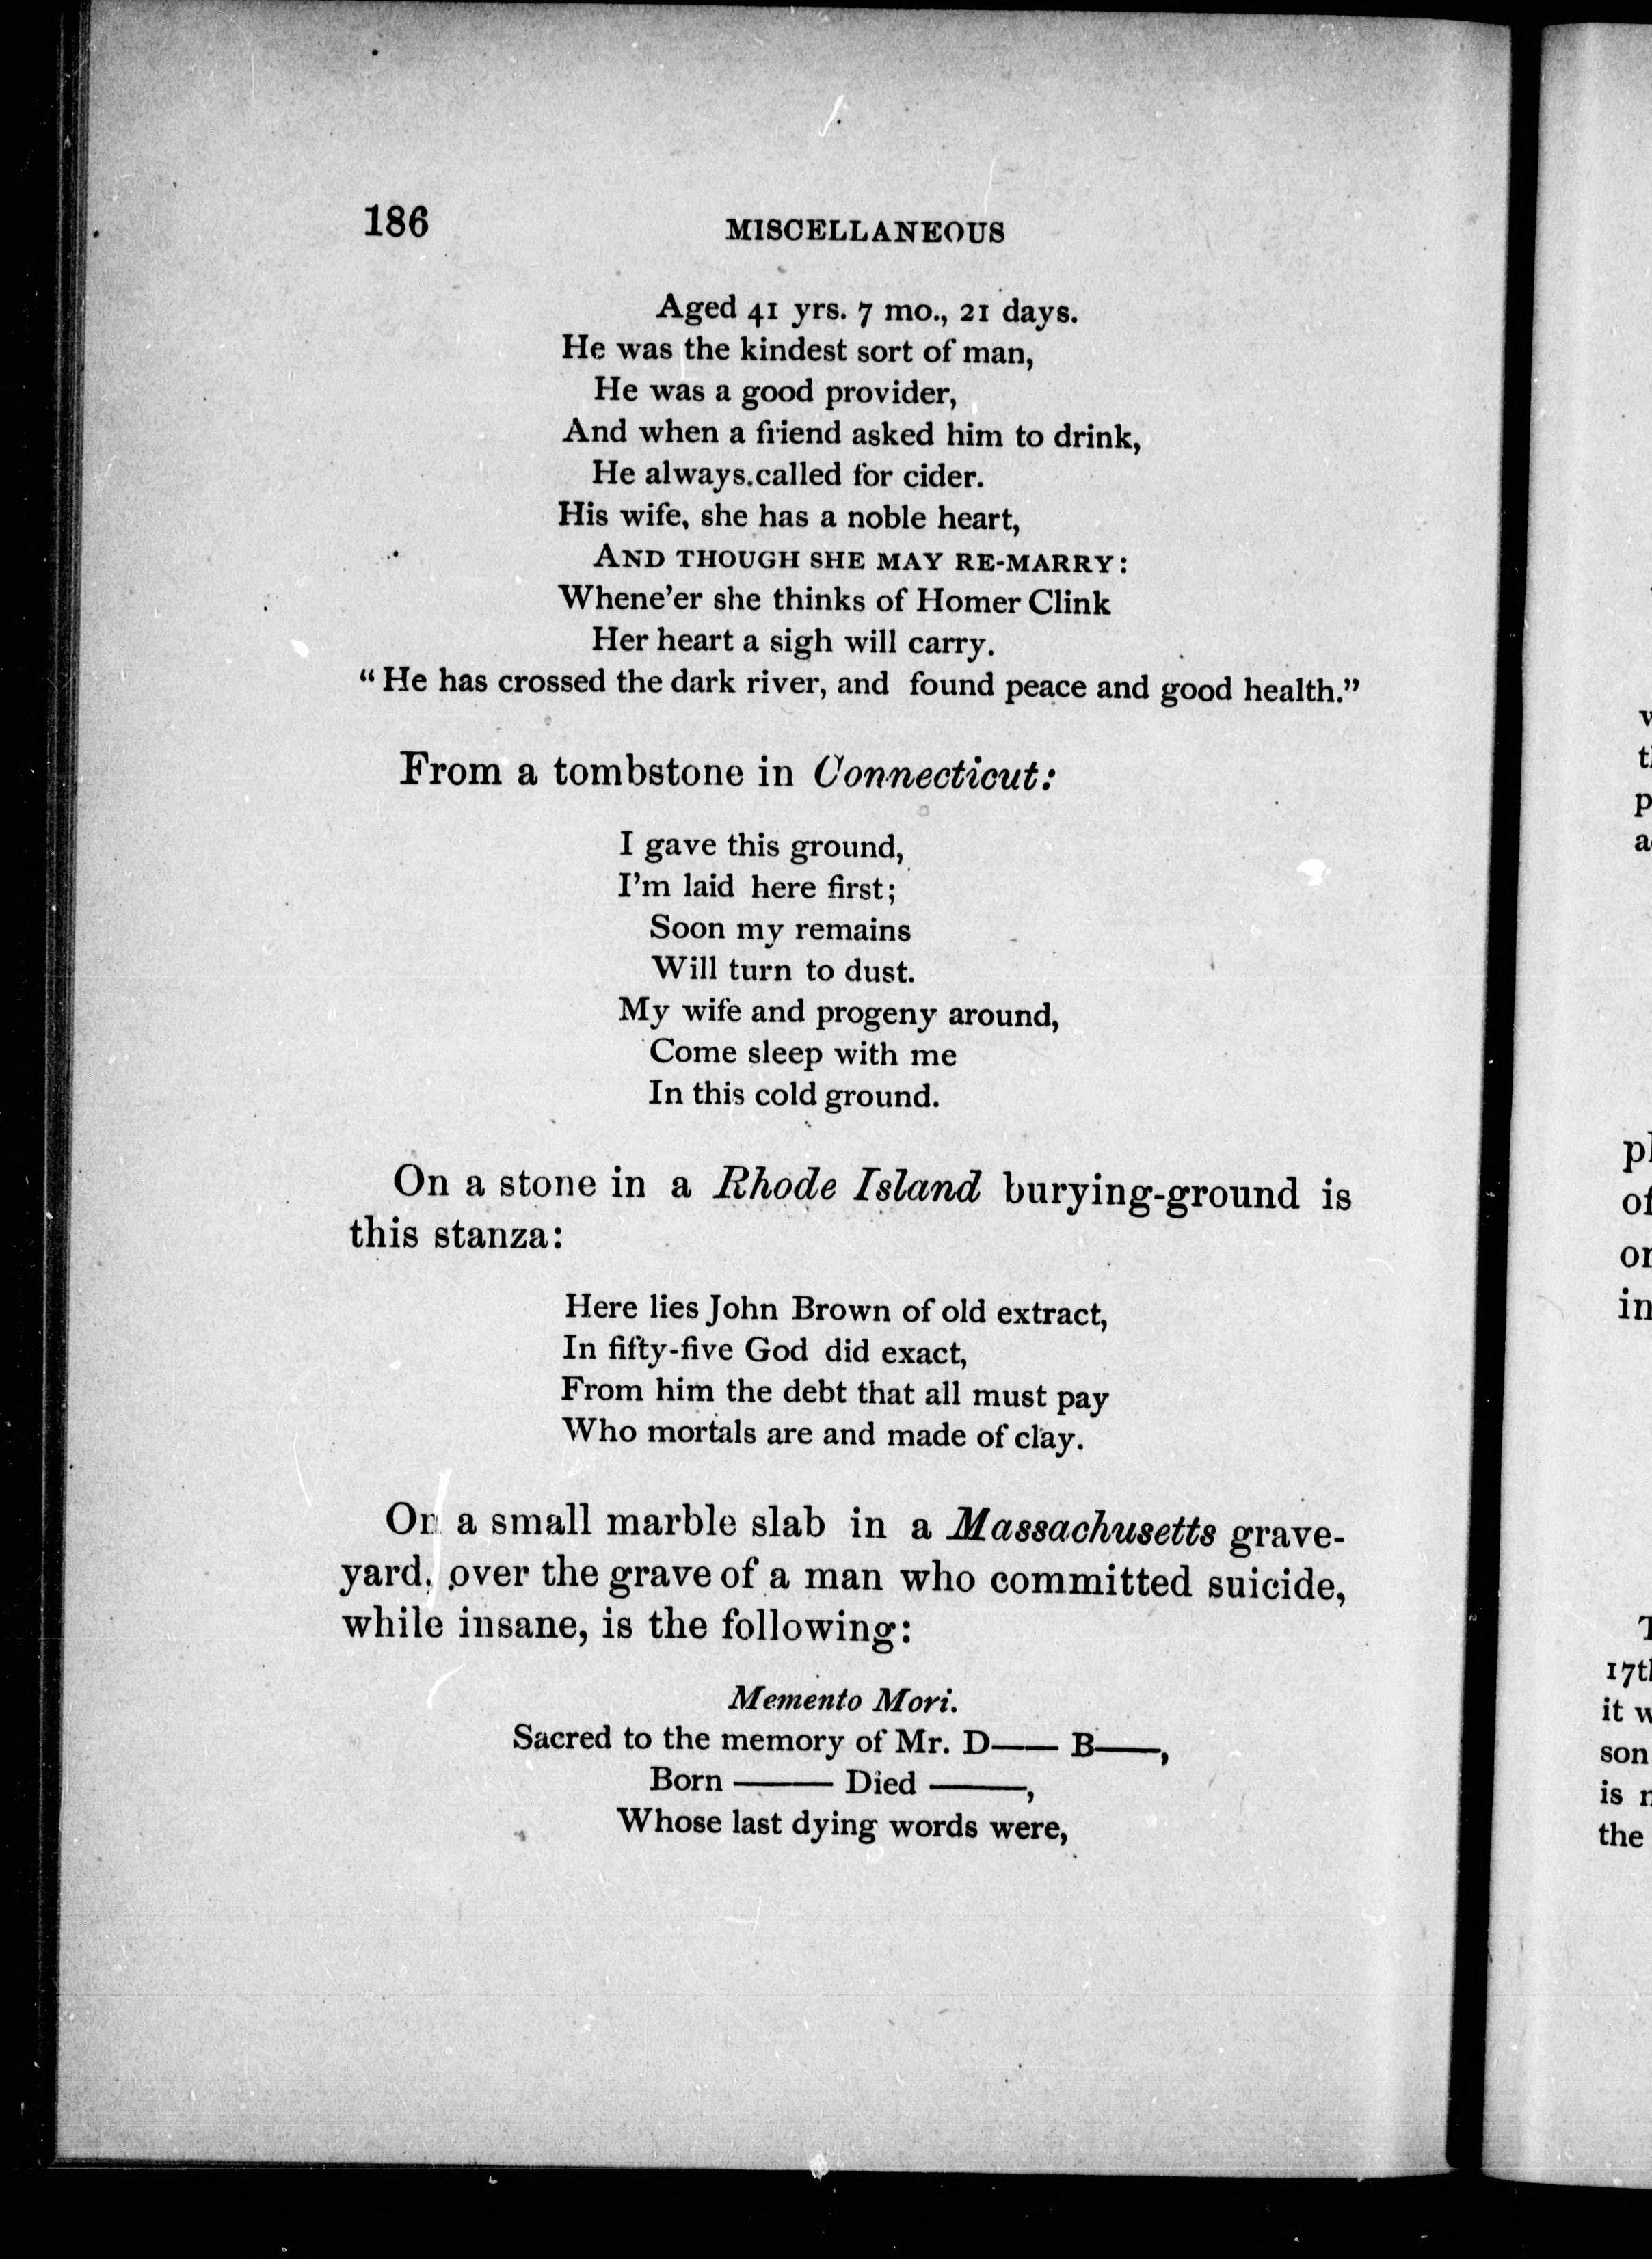 186
MISCELLANEOUS
Aged 41 yrs. 7 mo., 21 days.
He was the kindest sort of man,
He was a good provider,
And when a friend asked him to drink,
He always.called for cider.
His wife, she has a noble heart,
AND THOUGH SHE MAY RE-MARRY:
Whene'er she thinks of Homer Clink
Her heart a sigh will carry.
“He has crossed the dark river, and found peace and good health.”
From a tombstone in Connecticut:
I gave this ground,
I'm laid here first;
Soon my remains
Will turn to dust.
My wife and progeny around,
Come sleep with me
In this cold ground.
On a stone in a Rhode Island burying-ground is
this stanza:
Here lies John Brown of old extract,
In fifty-five God did exact,
From him the debt that all must pay
Who mortals are and made of clay.
On a small marble slab in a Massachusetts grave-
yard, over the grave of a man who committed suicide,
while insane, is the following:
Memento Mori.
Sacred to the memory of Mr. D—— B——,
Born ——— Died ———,
Whose last dying words were,
17th
it w
son
is
the
pl
of
or
in